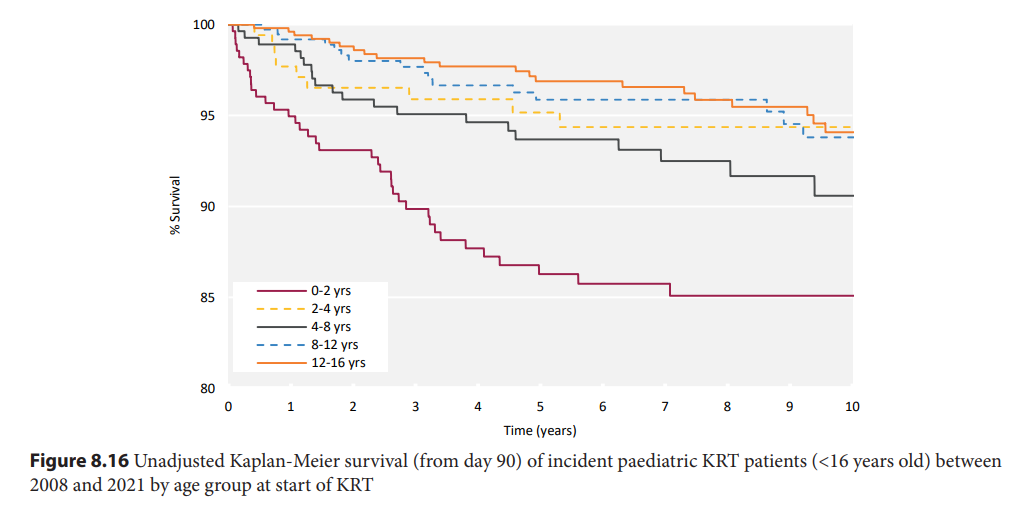 100
95
90
85
80
% Survival
0-2 yrs
2-4 yrs
4-8 yrs
8-12 yrs
12-16 yrs
0 1 2 3 4 5 6 7 8 9 10
Time (years)
Figure 8.16 Unadjusted Kaplan-Meier survival (from day 90) of incident paediatric KRT patients (<16 years old) between
2008 and 2021 by age group at start of KRT